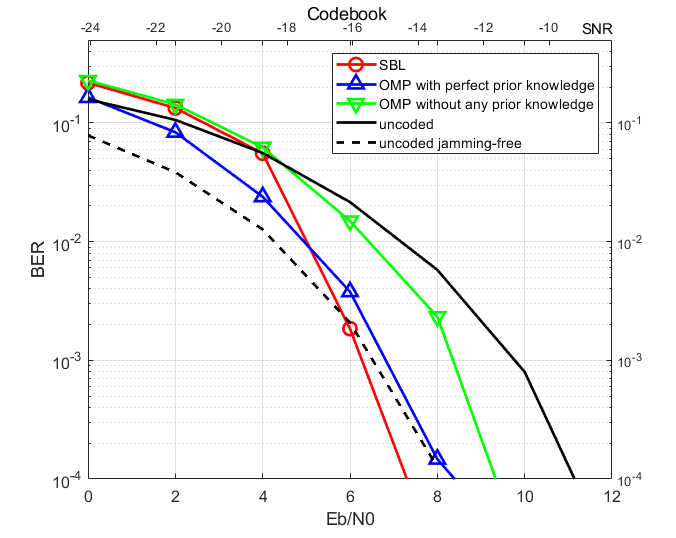 Codebook
-24 -22 -20 -18 -16 -14 -12 -10 SNR
SBL
OMP with perfect prior knowledge
OMP without any prior knowledge
uncoded
uncoded jamming-free
10^-1 10^-1
10^-2 10^-2
BER
10^-3 10^-3
10^-4 10^-4
0 2 4 6 8 10 12
Eb/N0